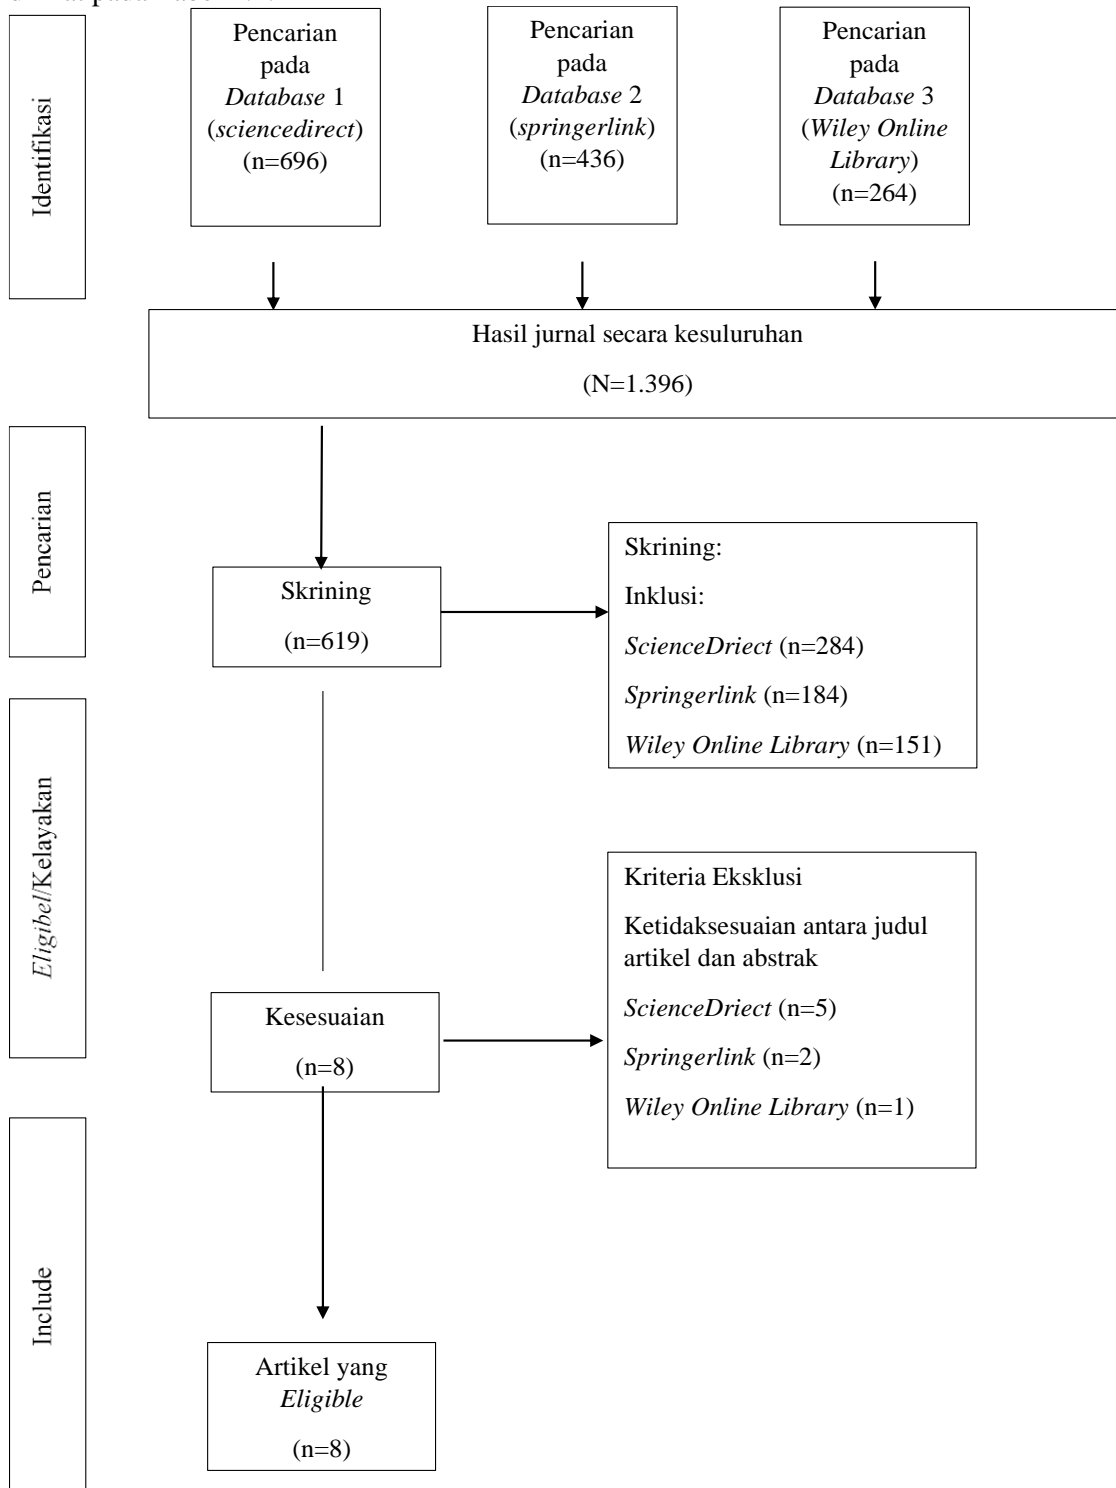 Identifikasi
Pencarian
pada
Database 1
(sciencedirect)
(n=696)
Pencarian
pada
Database 2
(springerlink)
(n=436)
Pencarian
pada
Database 3
(Wiley Online
Library)
(n=264)
Hasil jurnal secara kesuluruhan
(N=1.396)
Pencarian
Skrining
(n=619)
Skrining:
Inklusi:
ScienceDriect (n=284)
Springerlink (n=184)
Wiley Online Library (n=151)
Eligibel/Kelayakan
Kesesuaian
(n=8)
Kriteria Eksklusi
Ketidaksesuaian antara judul
artikel dan abstrak
ScienceDriect (n=5)
Springerlink (n=2)
Wiley Online Library (n=1)
Include
Artikel yang
Eligible
(n=8)